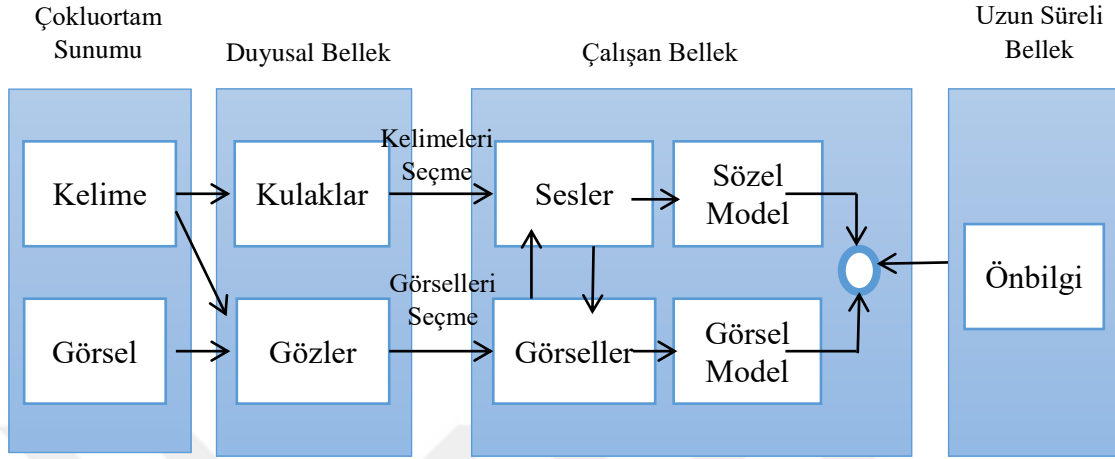 Çokluortam
Sunumu
Duyusal Bellek
Çalışan Bellek
Uzun Süreli
Bellek
Kelime
Kulaklar
Kelimeleri
Seçme
Sesler
Sözel
Model
Önbilgi
Görsel
Gözler
Görselleri
Seçme
Görseller
Görsel
Model